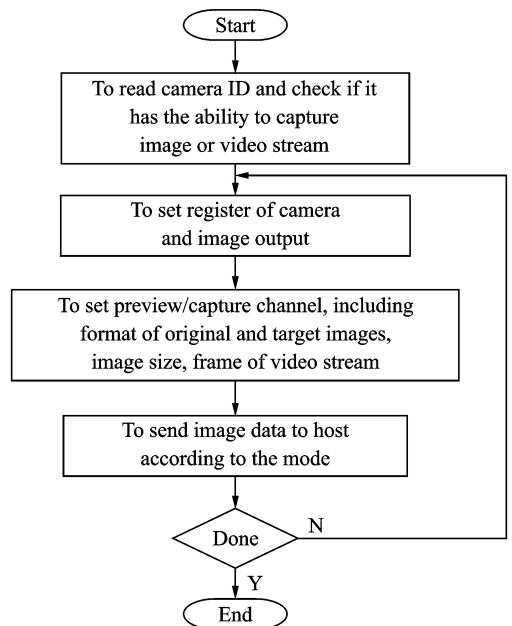 Start
To read camera ID and check if it
has the ability to capture
image or video stream
To set register of camera
and image output
To set preview/capture channel, including
format of original and target images,
image size, frame of video stream
To send image data to host
according to the mode
Done
N
Y
End